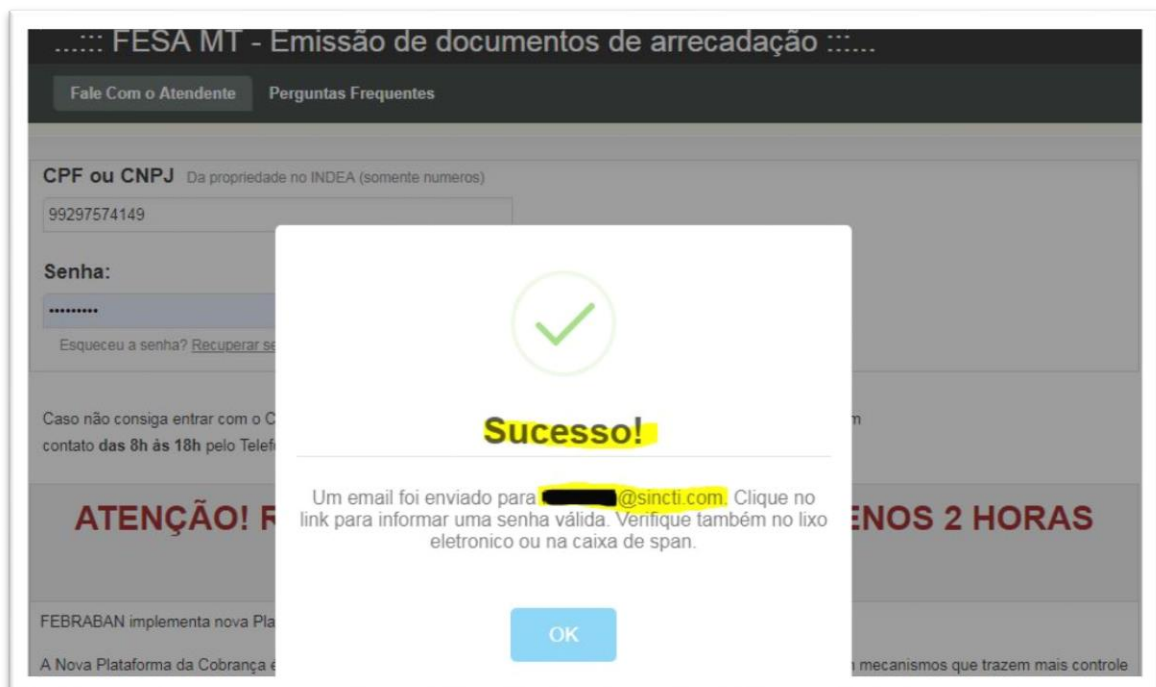 ...::: FESA MT - Emissão de documentos de arrecadação :::...
Fale Com o Atendente Perguntas Frequentes
CPF ou CNPJ Da propriedade no INDEA (somente numeros)
99297574149
Senha:
•••••••••
Esqueceu a senha? Recuperar se
Caso não consiga entrar com o C
contato das 8h às 18h pelo Telef
Sucesso!
Um email foi enviado para @sincti.com. Clique no
link para informar uma senha válida. Verifique também no lixo
eletronico ou na caixa de span.
OK
ATENÇÃO! ENOS 2 HORAS
FEBRABAN implementa nova Pla
A Nova Plataforma da Cobrança mecanismos que trazem mais controle